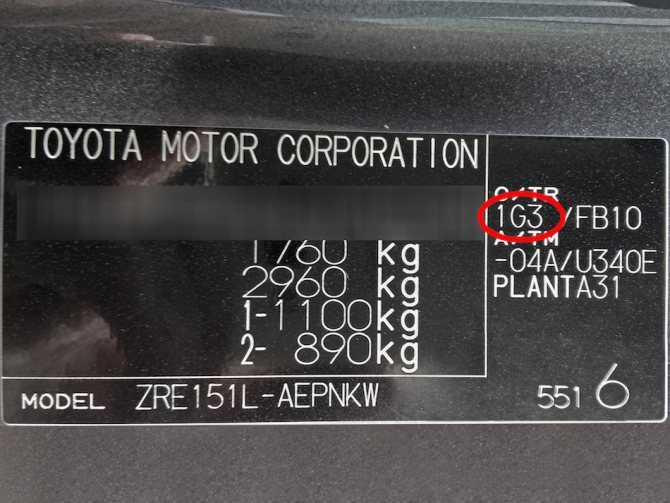 TOYOTA MOTOR CORPORATION
C/TR
1G3 /FB10
A/TM
-04A/U340E
PLANTA31
1760 kg
2960 kg
1-1100kg
2- 890kg
MODEL ZRE151L-AEPNKW
551 6